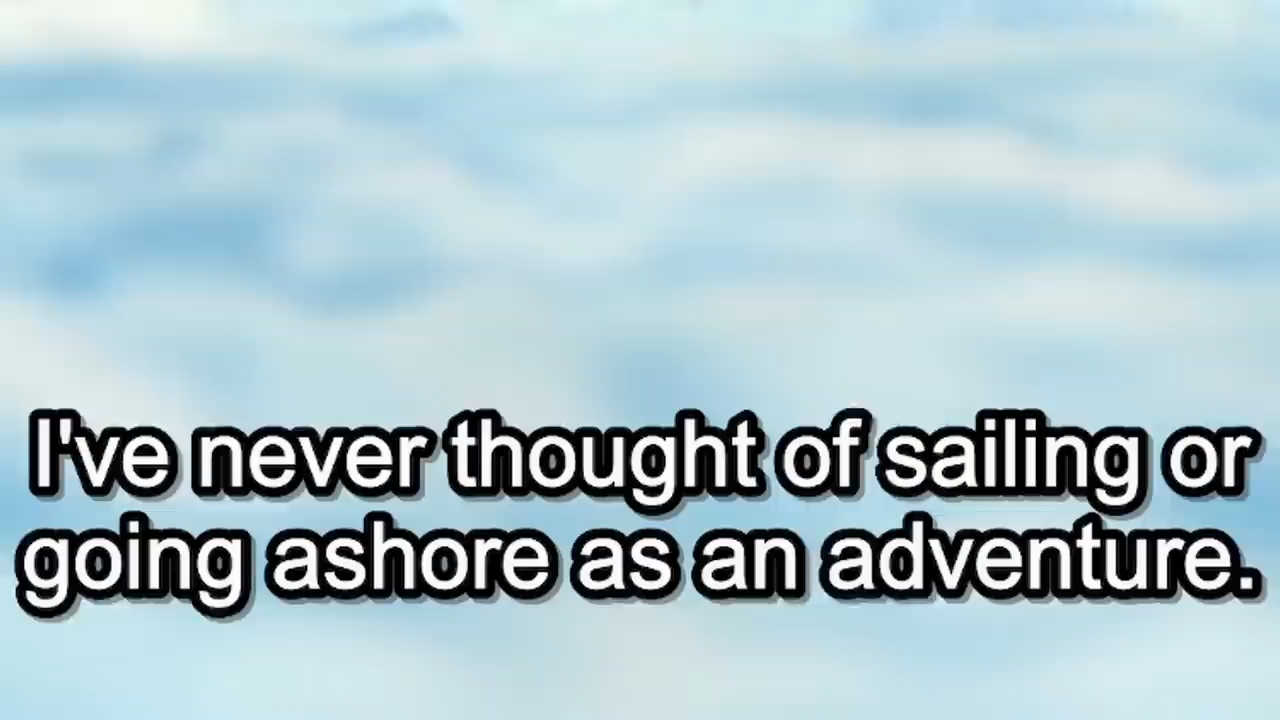 I've never thought of sailing or
going ashore as an adventure.